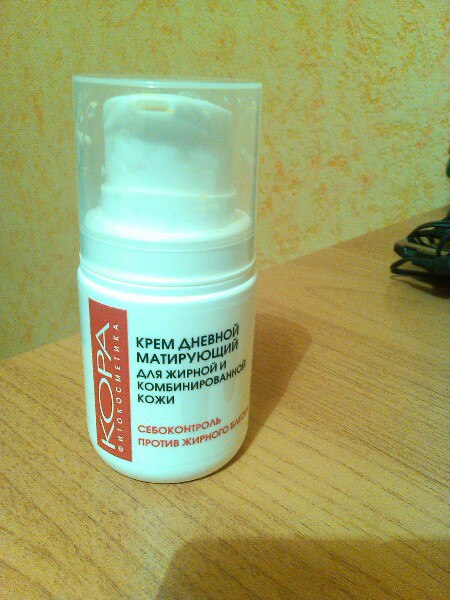 КОРА
ФИТОКОСМЕТИКА
КРЕМ ДНЕВНОЙ
МАТИРУЮЩИЙ
ДЛЯ ЖИРНОЙ И
КОМБИНИРОВАННОЙ
КОЖИ
СЕБОКОНТРОЛЬ
ПРОТИВ ЖИРНОГО